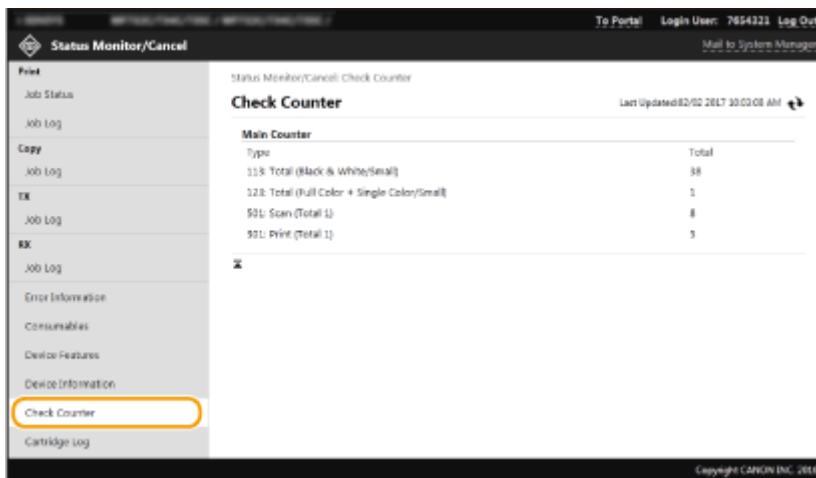 To Portal Login User: 7654321 Log Out
Status Monitor/Cancel
Mail to System Manager
Print
Job Status
Job Log
Copy
Job Log
TX
Job Log
RX
Job Log
Error Information
Consumables
Device Features
Device Information
Check Counter
Cartridge Log
Status Monitor/Cancel: Check Counter
Check Counter
Last Updated:02/02 2017 10:03:08 AM
Main Counter
Type Total
113: Total (Black & White/Small) 38
123: Total (Full Color + Single Color/Small) 1
501: Scan (Total 1) 8
301: Print (Total 1)
Copyright CANON INC. 2016